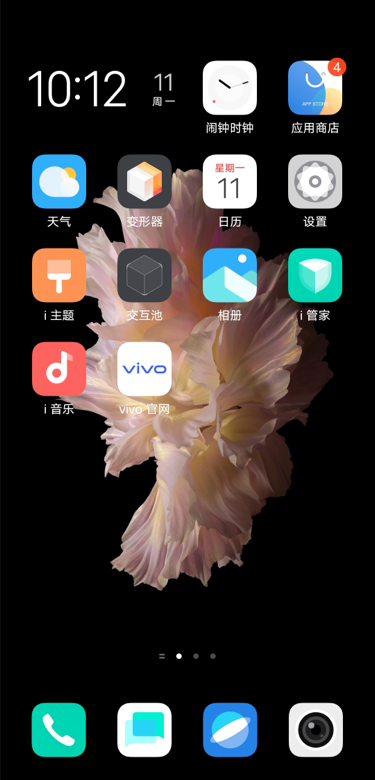 10:12
11
周一
4
APP STORE
闹钟时钟
应用商店
星期一
11
天气
变形器
日历
设置
i 主题
交互池
相册
i 管家
vivo
i 音乐
vivo 官网